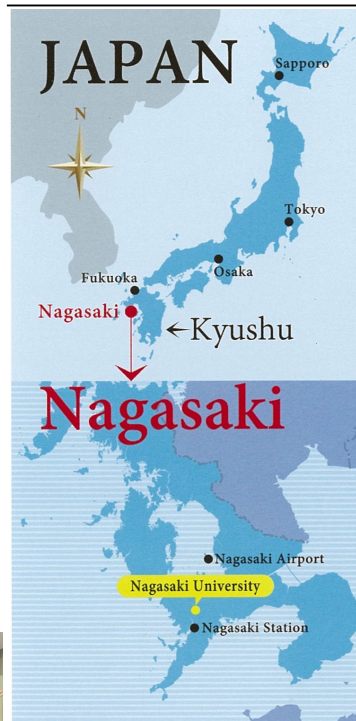 JAPAN
N
Sapporo
Tokyo
Osaka
Fukuoka
Nagasaki
←Kyushu
Nagasaki
Nagasaki Airport
Nagasaki University
Nagasaki Station